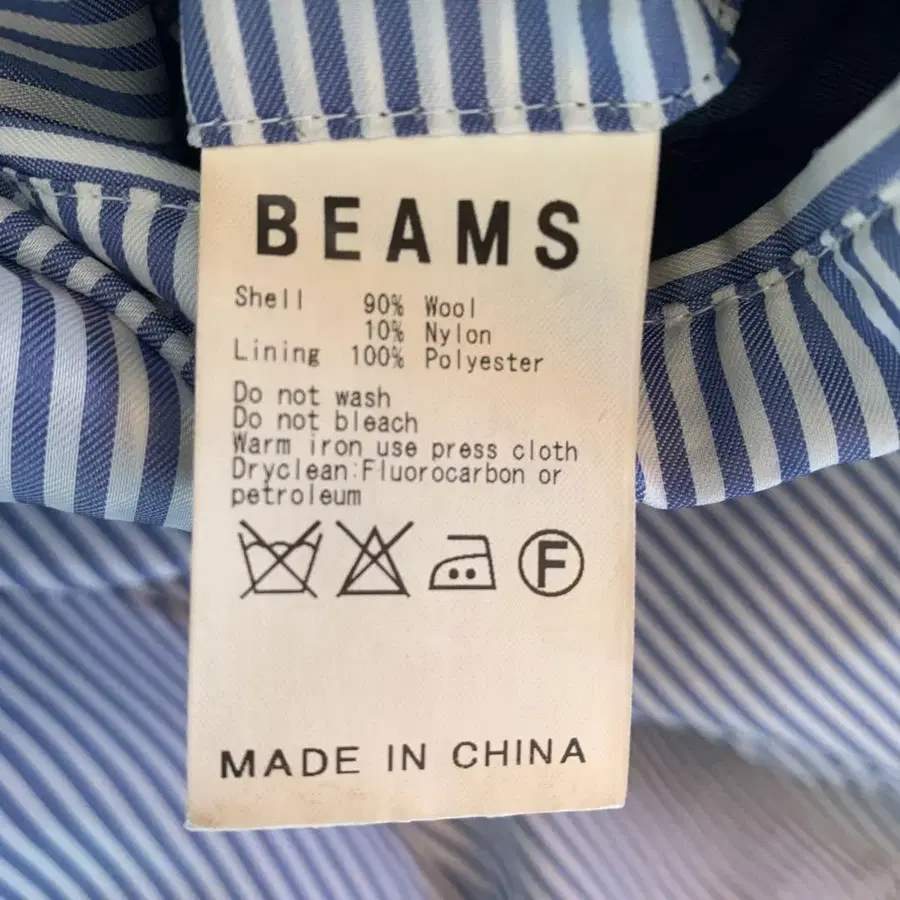 BEAMS
Shell 90% Wool
10% Nylon
Lining 100% Polyester
Do not wash
Do not bleach
Warm iron use press cloth
Dryclean:Fluorocarbon or
petroleum
F
MADE IN CHINA